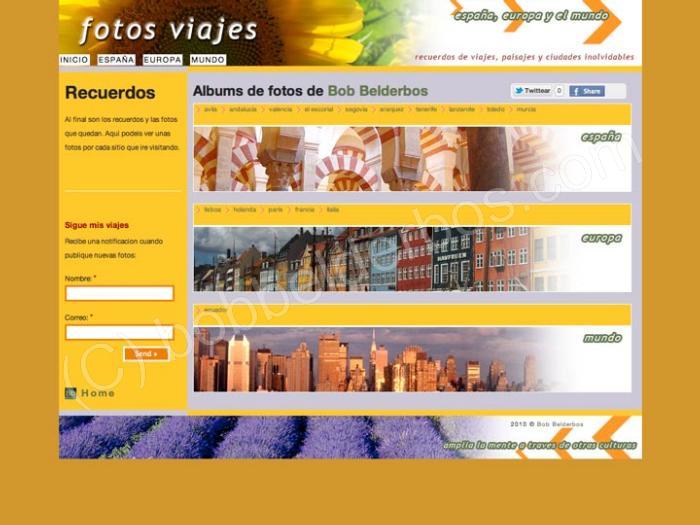 fotos viajes
españa, europa y el mundo
recuerdos de viajes, paisajes y ciudades inolvidables
INICIO ESPAÑA EUROPA MUNDO
Recuerdos
Al final son los recuerdos y las fotos
que quedan. Aqui podeis ver unas
fotos por cada sitio que ire visitando.
Sigue mis viajes
Recibe una notificacion cuando
publique nuevas fotos:
Nombre: *
Correo: *
Send »
Home
Albums de fotos de Bob Belderbos
Twittear 0 Share
avila andalucia valencia el escorial segovia aranjuez tenerife lanzarote toledo murcia
españa
lisboa holanda paris francia italia
europa
ecuador
mundo
(C) bobbelderbos.com
2010 © Bob Belderbos
amplia la mente a traves de otras culturas